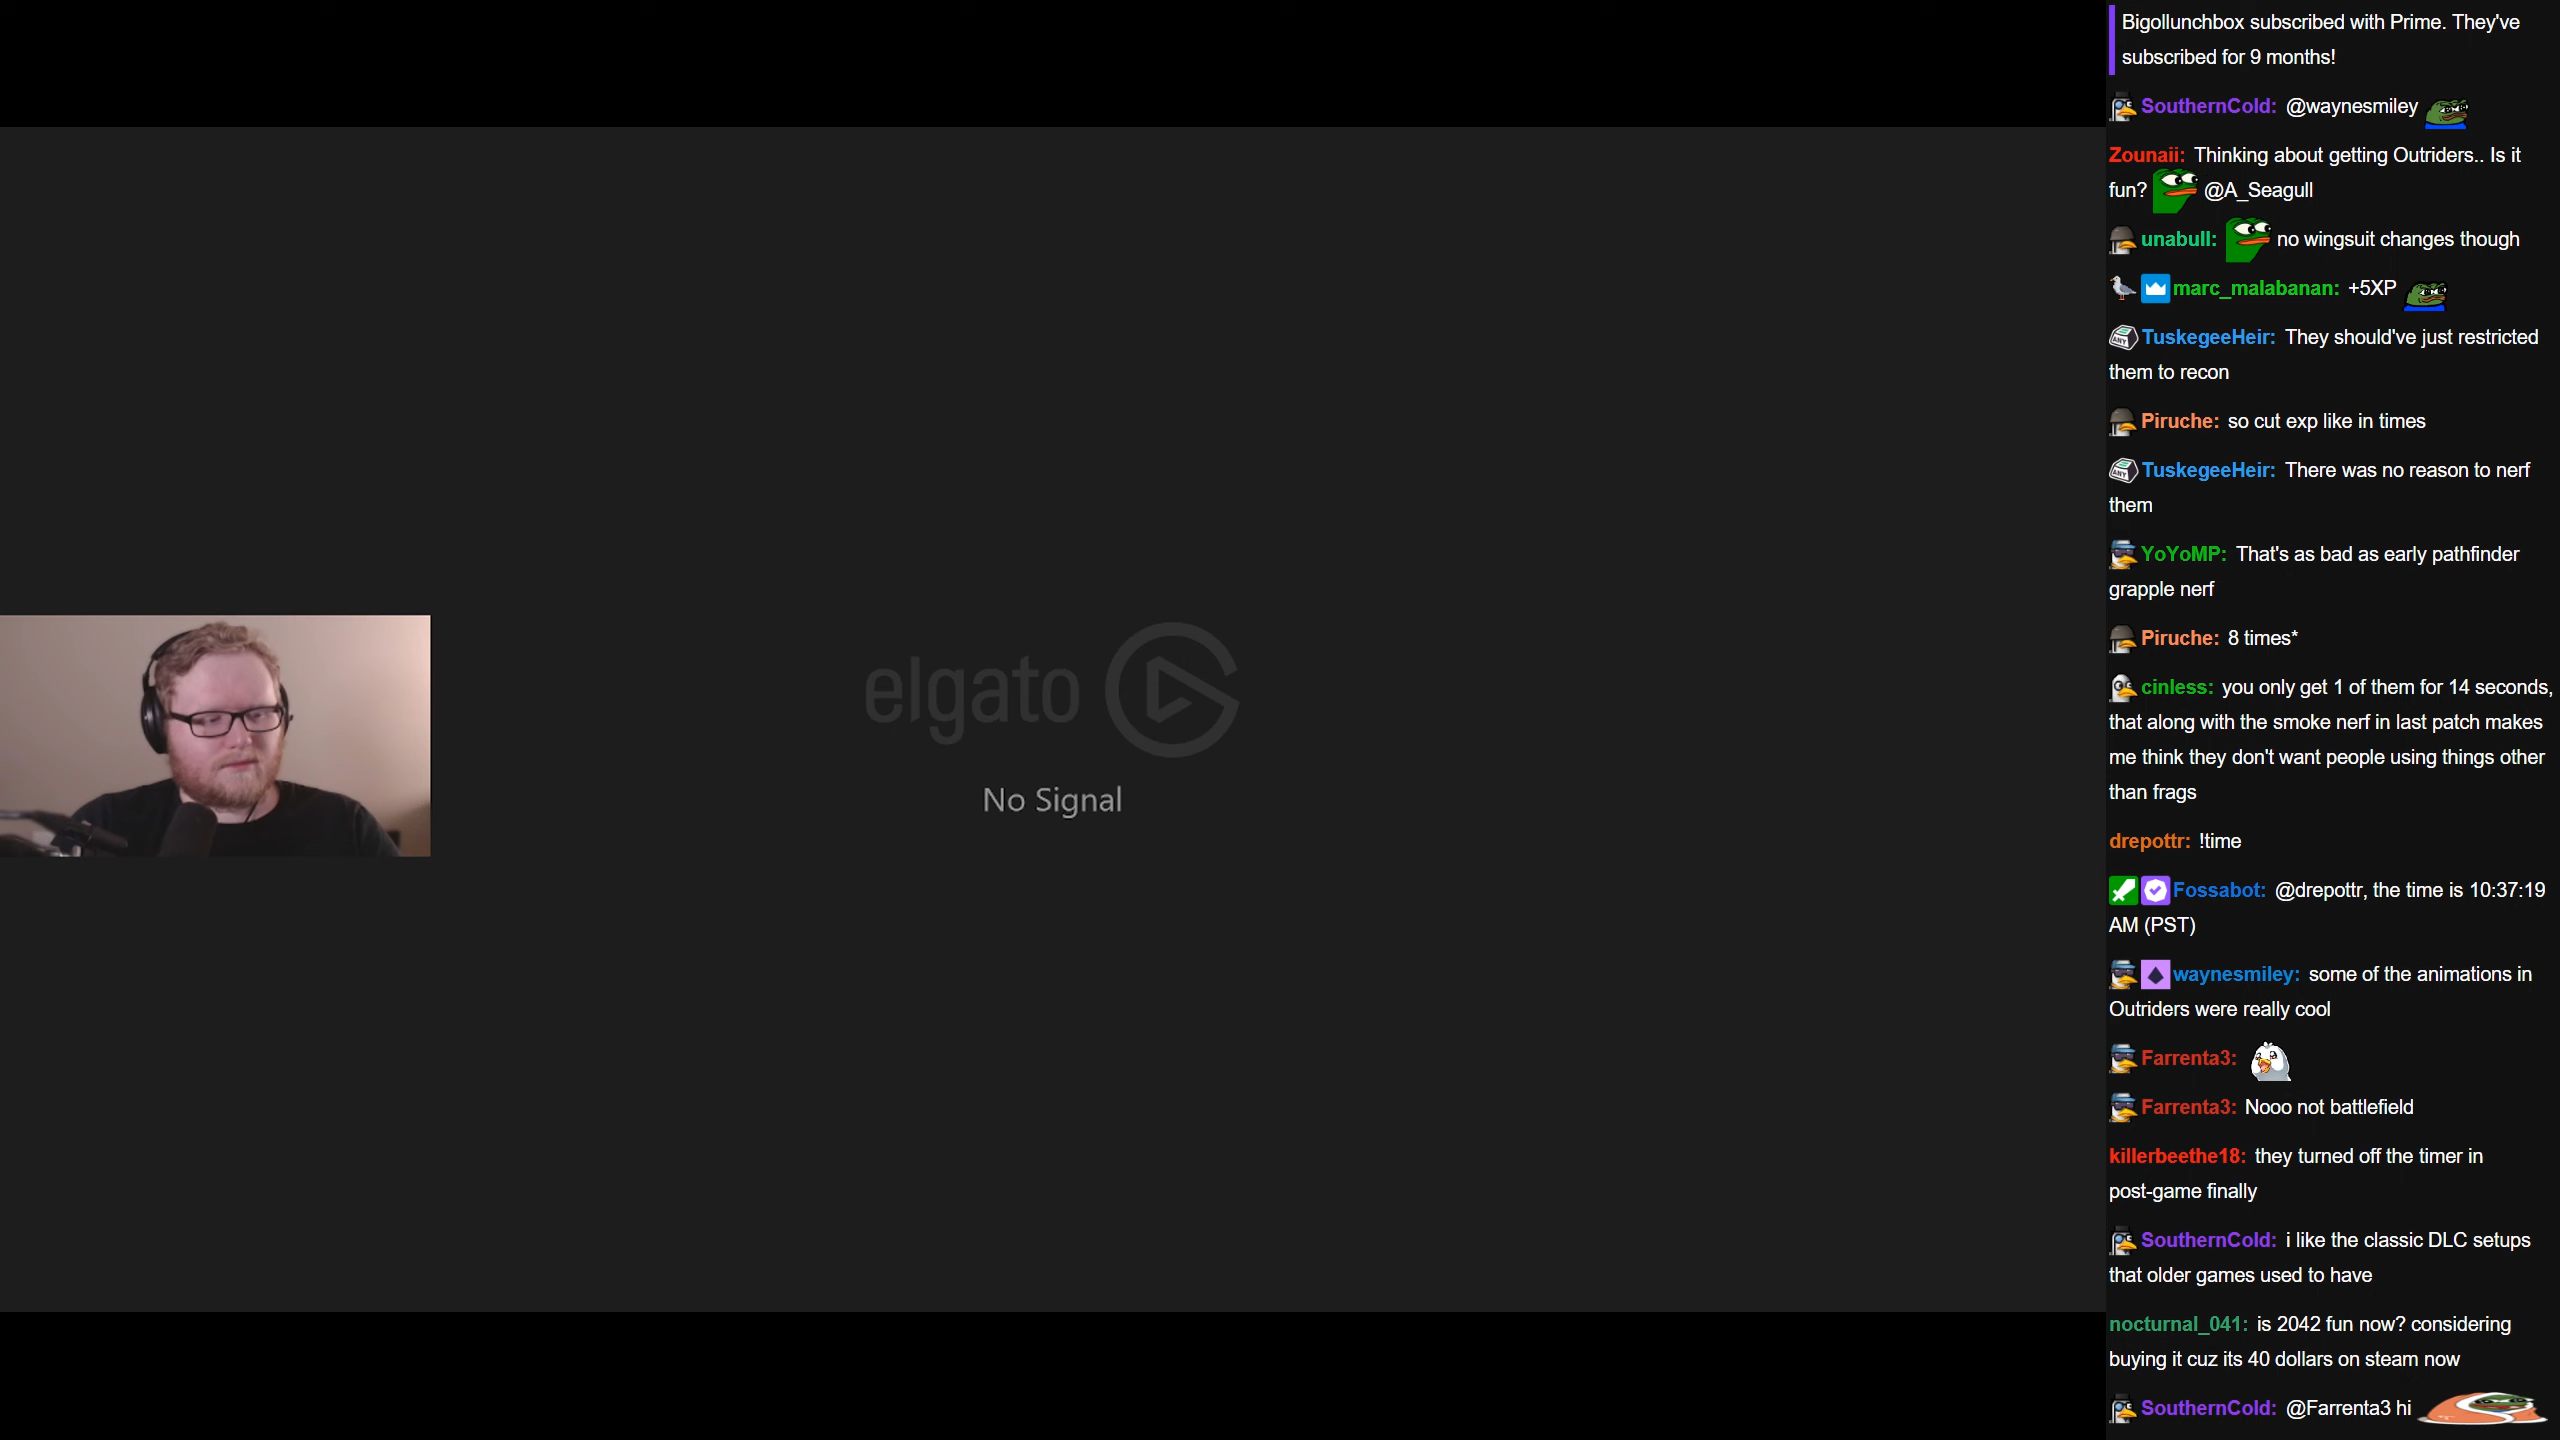 elgato
No Signal
Bigollunchbox subscribed with Prime. They've
subscribed for 9 months!
SouthernCold: @waynesmiley
Zounaii: Thinking about getting Outriders.. Is it
fun? @A_Seagull
unabull: no wingsuit changes though
marc_malabanan: +5XP
ANY TuskegeeHeir: They should've just restricted
them to recon
Piruche: so cut exp like in times
ANY TuskegeeHeir: There was no reason to nerf
them
YoYoMP: That's as bad as early pathfinder
grapple nerf
Piruche: 8 times*
cinless: you only get 1 of them for 14 seconds,
that along with the smoke nerf in last patch makes
me think they don't want people using things other
than frags
drepottr: !time
Fossabot: @drepottr, the time is 10:37:19
AM (PST)
waynesmiley: some of the animations in
Outriders were really cool
Farrenta3:
Farrenta3: Nooo not battlefield
killerbeethe18: they turned off the timer in
post-game finally
SouthernCold: i like the classic DLC setups
that older games used to have
nocturnal_041: is 2042 fun now? considering
buying it cuz its 40 dollars on steam now
SouthernCold: @Farrenta3 hi